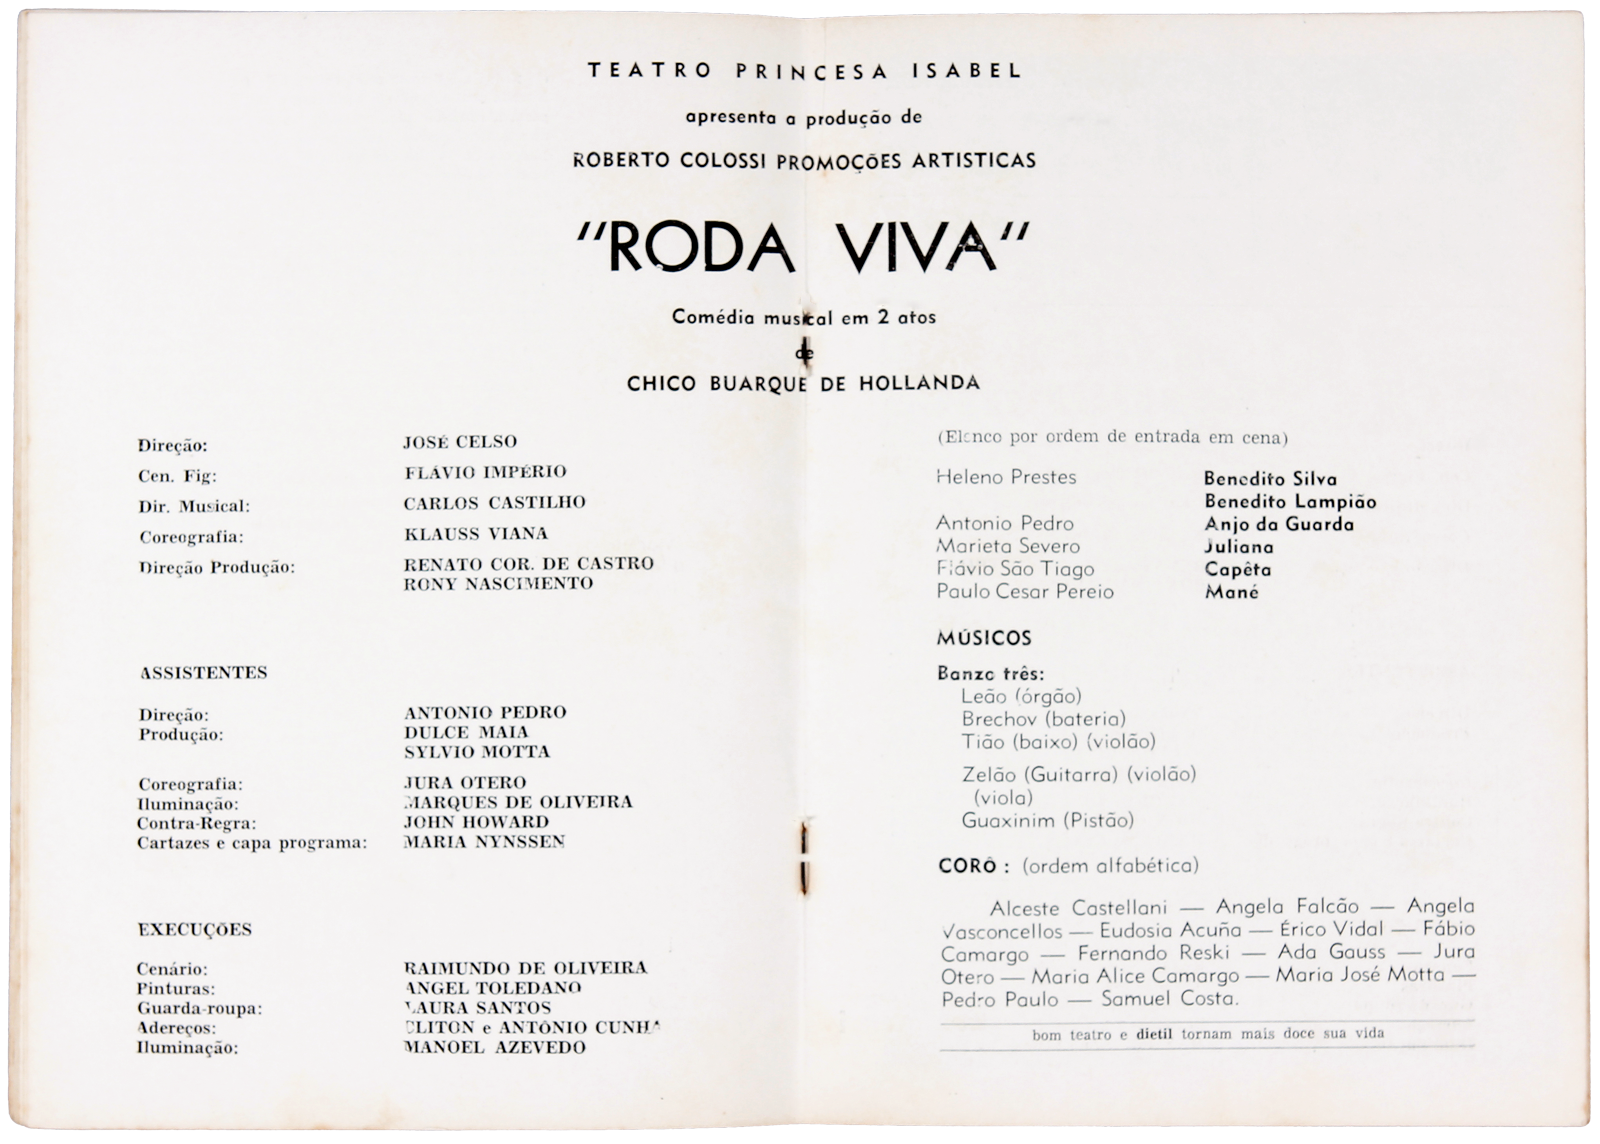 TEATRO PRINCESA ISABEL
apresenta a produção de
ROBERTO COLOSSI PROMOÇÕES ARTISTICAS
"RODA VIVA"
Comédia musical em 2 atos
de
CHICO BUARQUE DE HOLLANDA
Direção: JOSÉ CELSO
Cen. Fig: FLÁVIO IMPÉRIO
Dir. Musical: CARLOS CASTILHO
Coreografia: KLAUSS VIANA
Direção Produção: RENATO COR. DE CASTRO
RONY NASCIMENTO
ASSISTENTES
Direção: ANTONIO PEDRO
Produção: DULCE MAIA
SYLVIO MOTTA
Coreografia: JURA OTERO
Iluminação: MARQUES DE OLIVEIRA
Contra-Regra: JOHN HOWARD
Cartazes e capa programa: MARIA NYNSSEN
EXECUÇÕES
Cenário: RAIMUNDO DE OLIVEIRA
Pinturas: ANGEL TOLEDANO
Guarda-roupa: LAURA SANTOS
Adereços: ELITON e ANTÔNIO CUNHA
Iluminação: MANOEL AZEVEDO
(Elenco por ordem de entrada em cena)
Heleno Prestes Benedito Silva
Benedito Lampião
Antonio Pedro Anjo da Guarda
Marieta Severo Juliana
Flávio São Tiago Capêta
Paulo Cesar Pereio Mané
MÚSICOS
Banzo três:
Leão (órgão)
Brechov (bateria)
Tião (baixo) (violão)
Zelão (Guitarra) (violão)
(viola)
Guaxinim (Pistão)
CORÔ : (ordem alfabética)
Alceste Castellani — Angela Falcão — Angela
Vasconcellos — Eudosia Acuña — Érico Vidal — Fábio
Camargo — Fernando Reski — Ada Gauss — Jura
Otero — Maria Alice Camargo — Maria José Motta —
Pedro Paulo — Samuel Costa.
bom teatro e dietil tornam mais doce sua vida